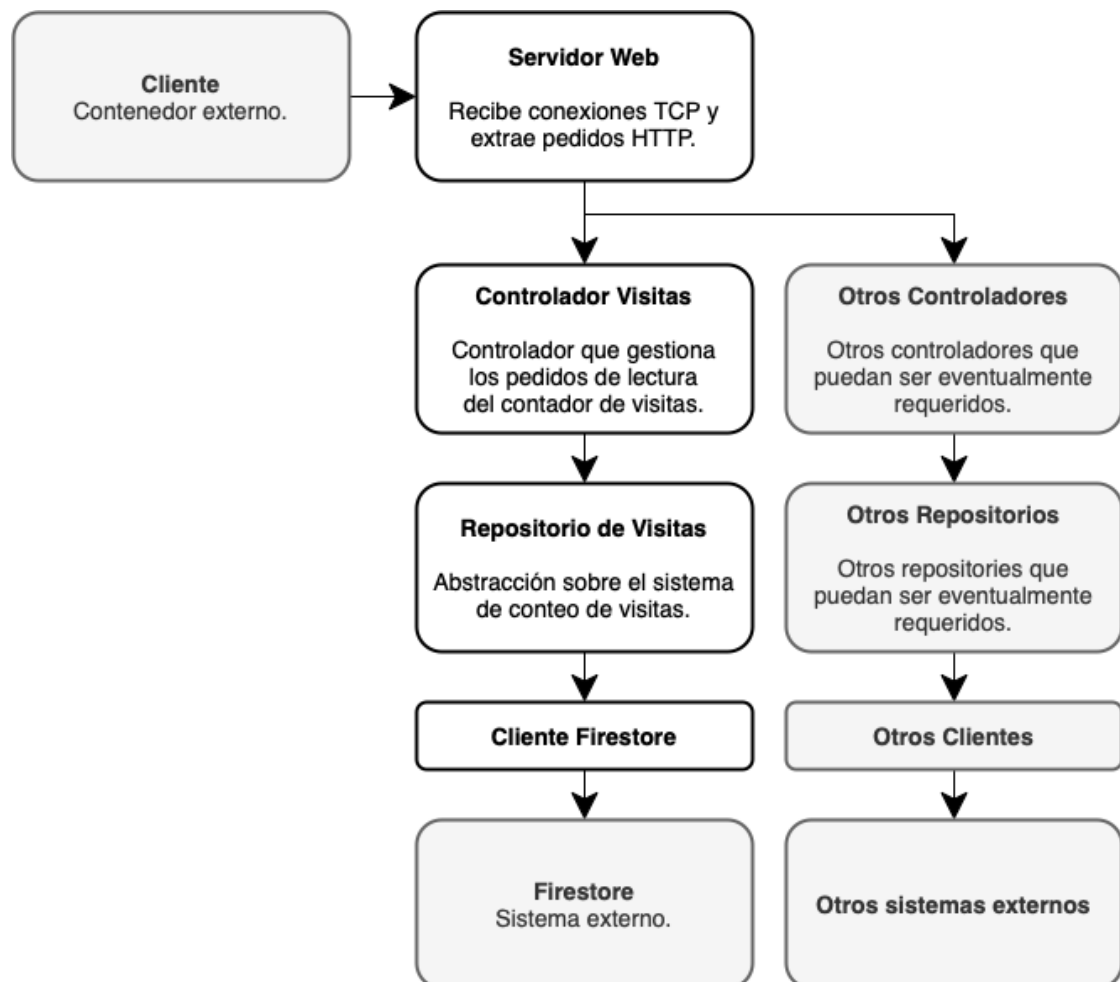 Cliente
Contenedor externo.
Servidor Web
Recibe conexiones TCP y
extrae pedidos HTTP.
Controlador Visitas
Controlador que gestiona
los pedidos de lectura
del contador de visitas.
Otros Controladores
Otros controladores que
puedan ser eventualmente
requeridos.
Repositorio de Visitas
Abstracción sobre el sistema
de conteo de visitas.
Otros Repositorios
Otros repositories que
puedan ser eventualmente
requeridos.
Cliente Firestore
Otros Clientes
Firestore
Sistema externo.
Otros sistemas externos